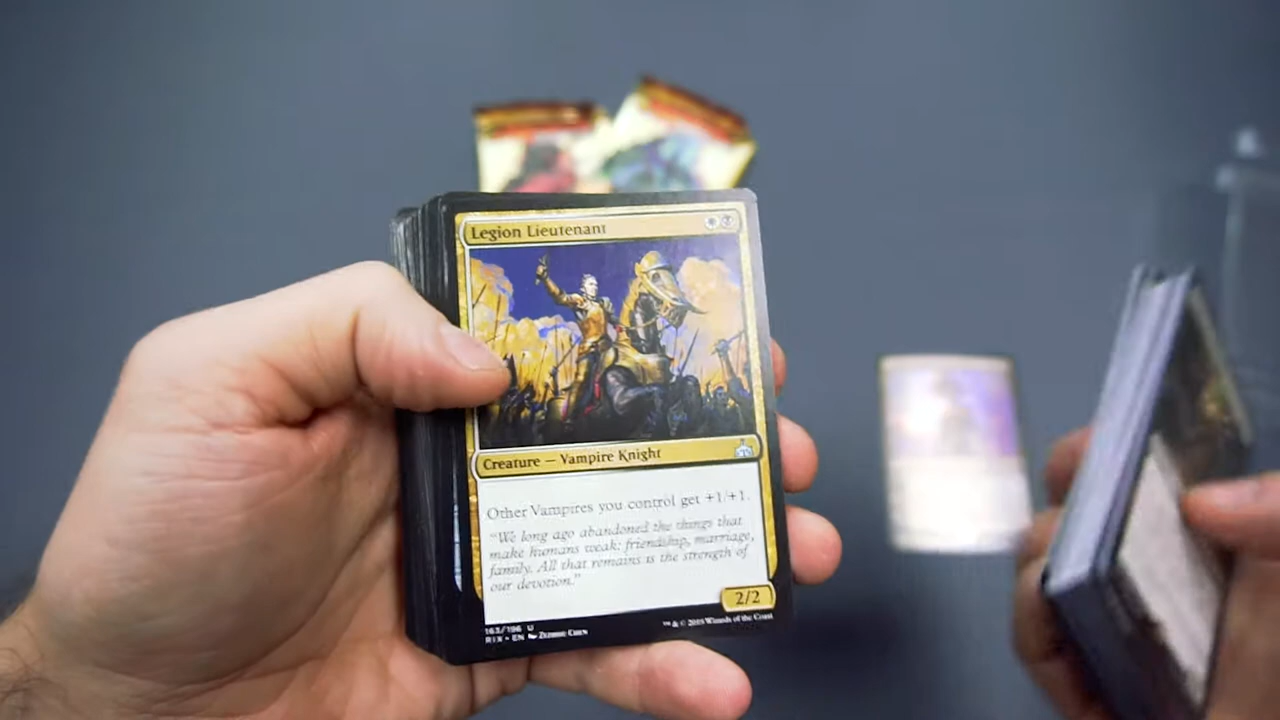 Legion Lieutenant
Creature — Vampire Knight
Other Vampires you control get +1/+1.
"We long ago abandoned the things that
make humans weak: friendship, marriage,
family. All that remains is the strength of
our devotion."
2/2
163/196 U
RIX • EN Zezhou Chen
™ & © 2018 Wizards of the Coast